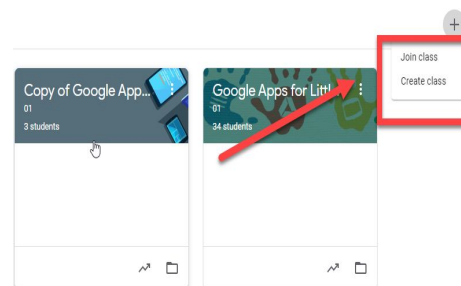 +
Join class
Create class
Copy of Google App...
01
3 students
Google Apps for Littl
01
34 students